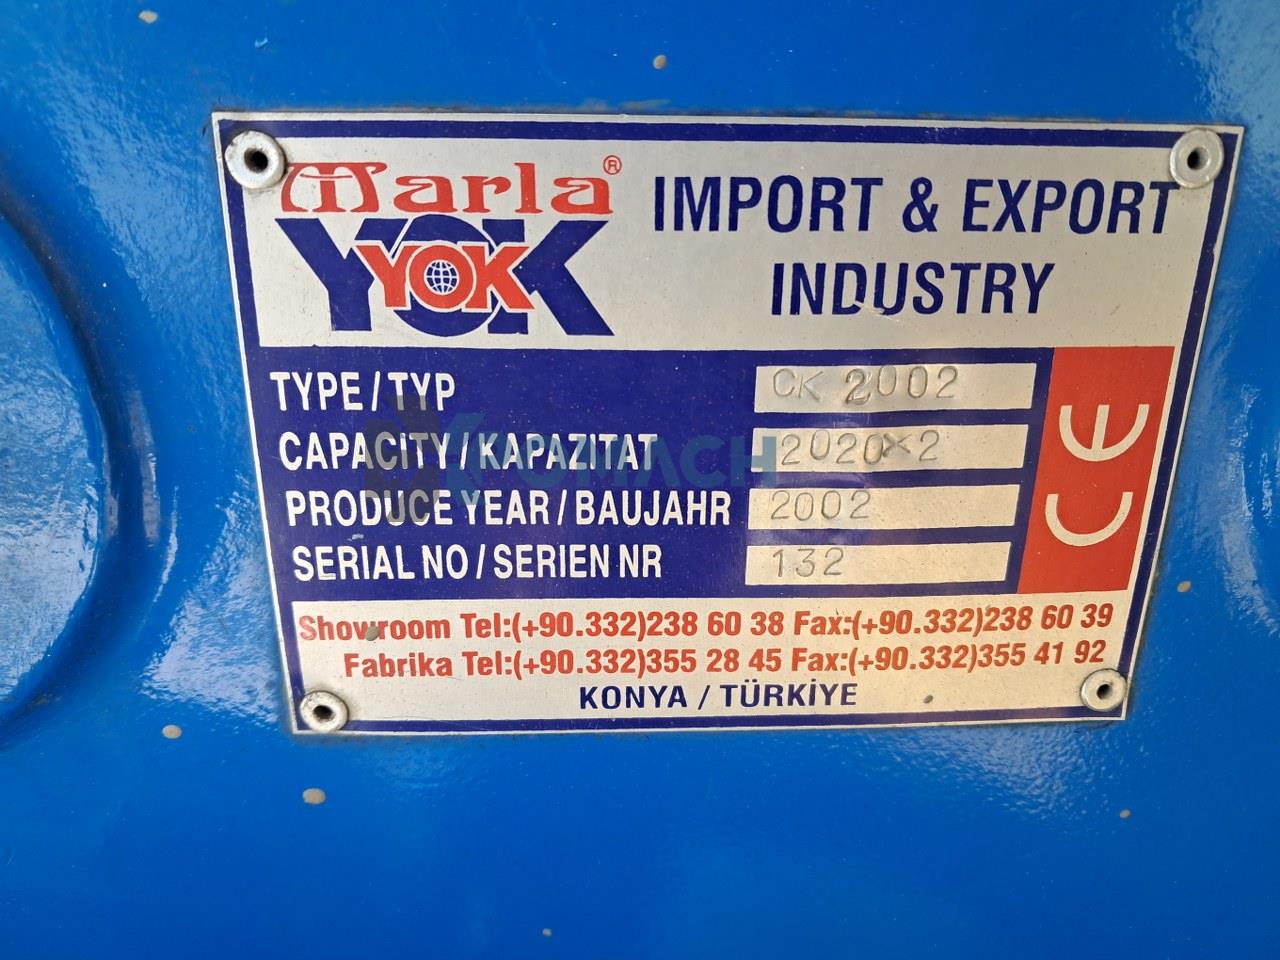 Marla®
YOK
YOK
IMPORT & EXPORT
INDUSTRY
TYPE / TYP CK 2002
CAPACITY / KAPAZITAT 2020x2
PRODUCE YEAR / BAUJAHR 2002
SERIAL NO / SERIEN NR 132
CE
Showroom Tel:(+90.332)238 60 38 Fax:(+90.332)238 60 39
Fabrika Tel:(+90.332)355 28 45 Fax:(+90.332)355 41 92
KONYA / TÜRKİYE